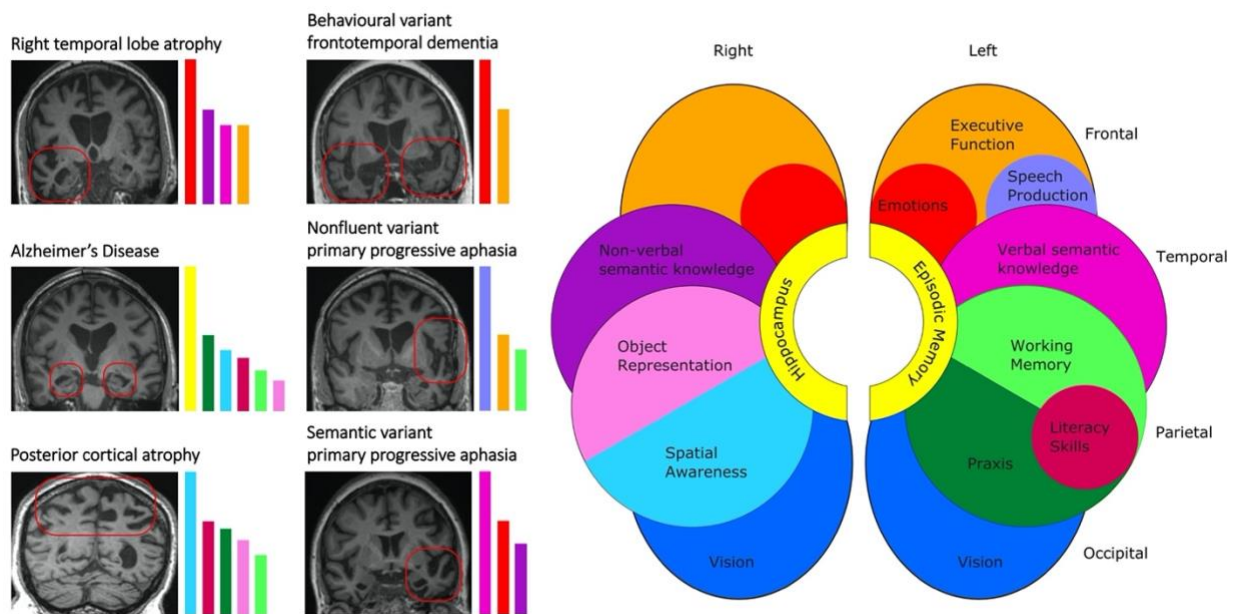 Right temporal lobe atrophy
Behavioural variant
frontotemporal dementia
Alzheimer's Disease
Nonfluent variant
primary progressive aphasia
Posterior cortical atrophy
Semantic variant
primary progressive aphasia
Right
Left
Executive
Function
Frontal
Speech
Production
Emotions
Non-verbal
semantic knowledge
Verbal semantic
knowledge
Temporal
Hippocampus
Episodic Memory
Object
Representation
Working
Memory
Literacy
Skills
Parietal
Spatial
Awareness
Praxis
Vision
Vision
Occipital